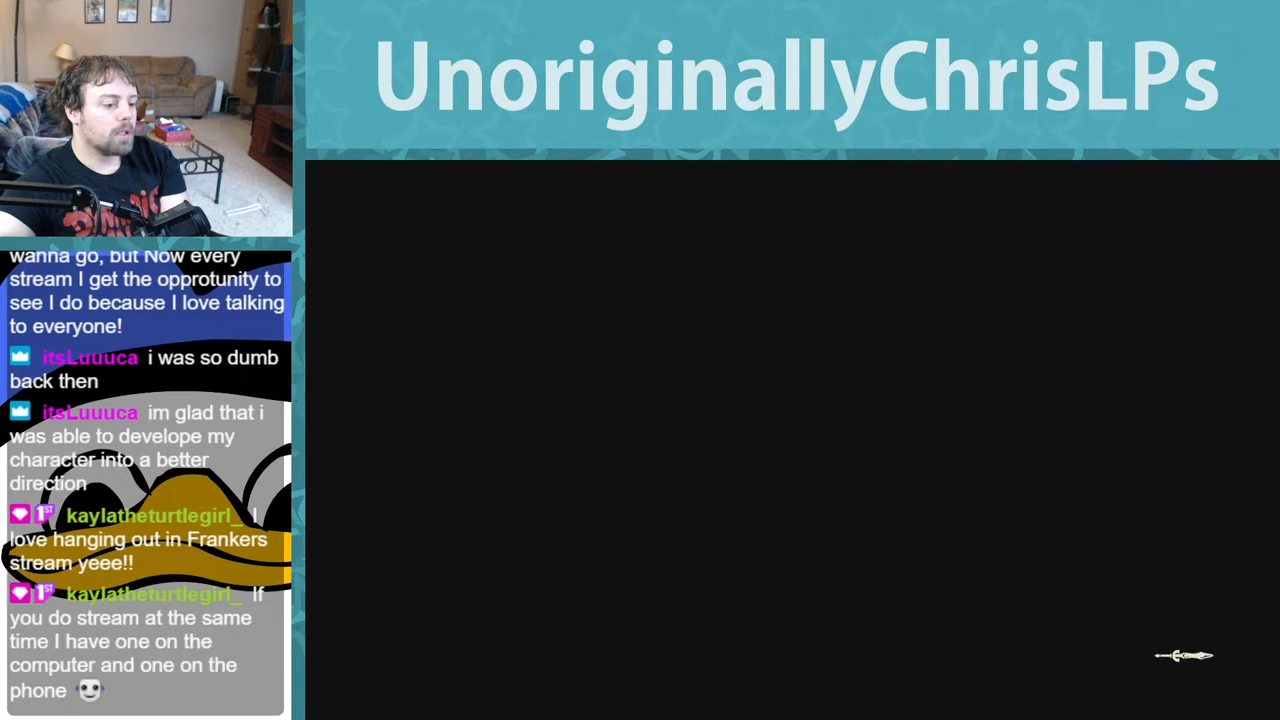 UnoriginallyChrisLPs
wanna go, but Now every
stream I get the opprotunity to
see I do because I love talking
to everyone!
itsLuuuca i was so dumb
back then
itsLuuuca im glad that i
was able to develope my
character into a better
direction
1ST kaylatheturtlegirl_ I
love hanging out in Frankers
stream yeee!!
1ST kaylatheturtlegirl_ If
you do stream at the same
time I have one on the
computer and one on the
phone